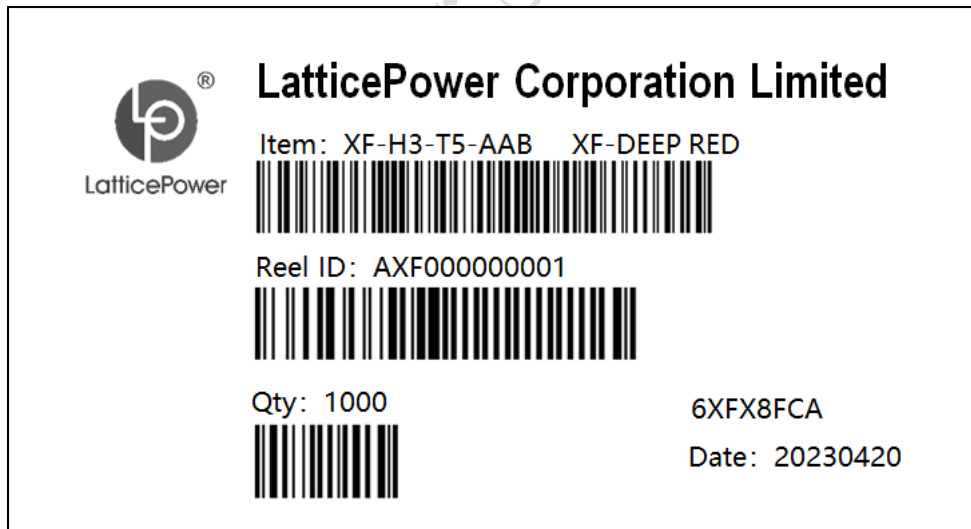 LatticePower Corporation Limited
®
LatticePower
Item: XF-H3-T5-AAB XF-DEEP RED
Reel ID: AXF000000001
Qty: 1000
6XFX8FCA
Date: 20230420